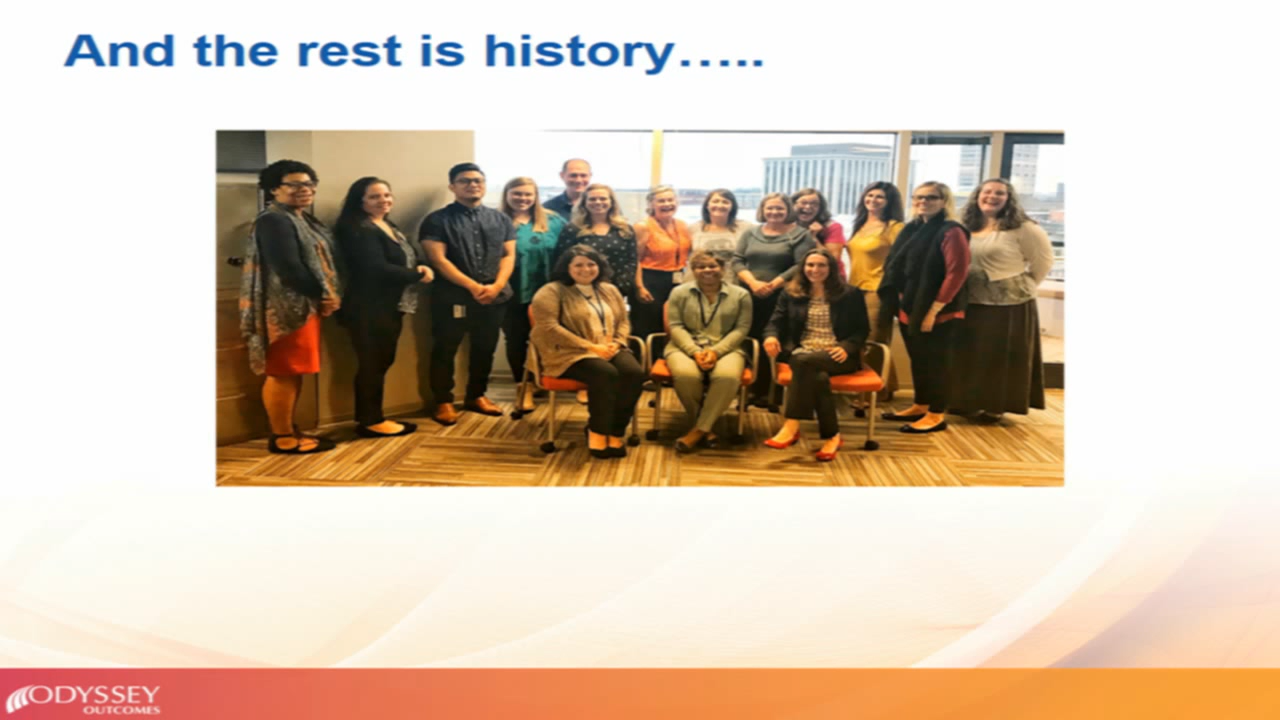 And the rest is history.....
ODYSSEY
OUTCOMES